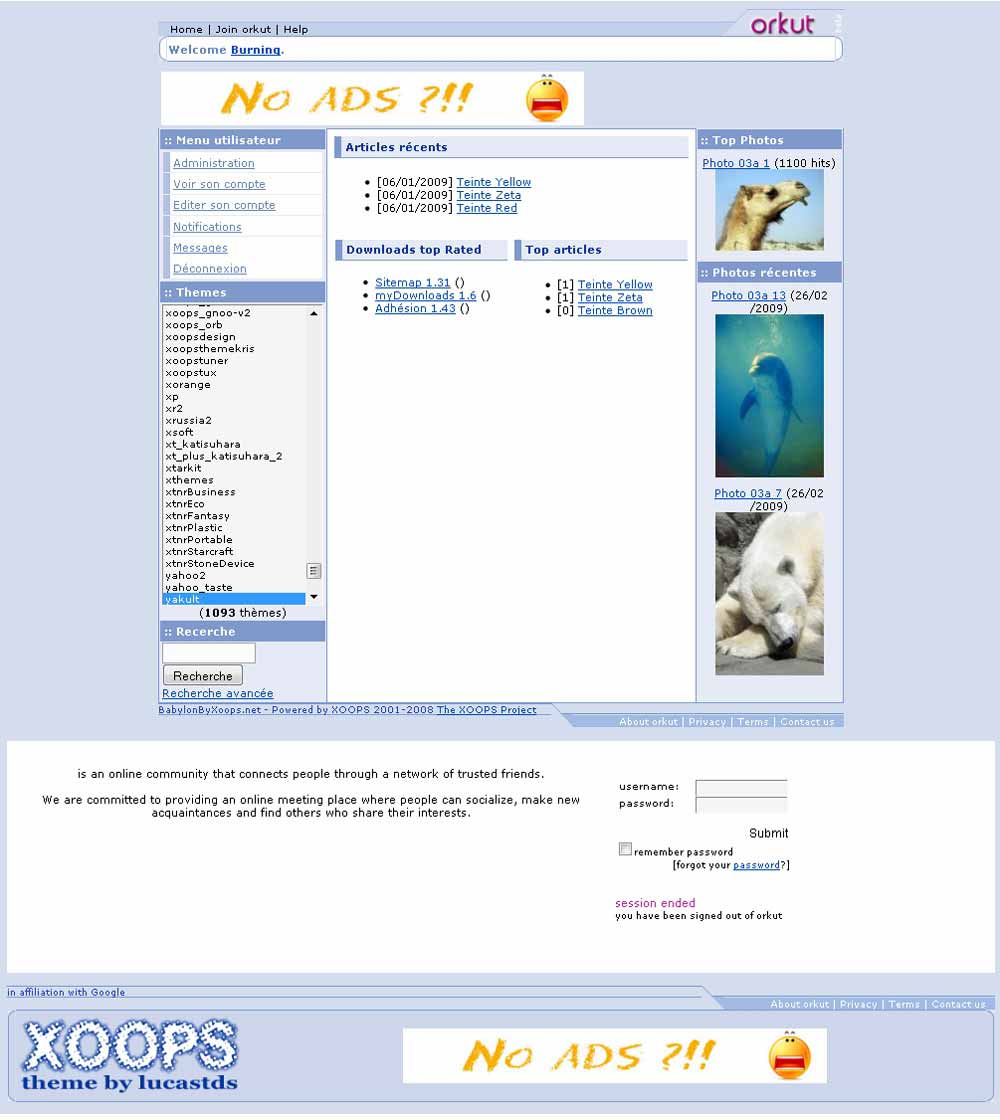 Home | Join orkut | Help
orkut
Welcome Burning.
No ADS ?!!
:: Menu utilisateur
Administration
Voir son compte
Editer son compte
Notifications
Messages
Déconnexion
:: Themes
xoops_gnoo-v2
xoops_orb
xoopsdesign
xoopsthemekris
xoopstuner
xoopstux
xorange
xp
xr2
xrussia2
xsoft
xt_katisuhara
xt_plus_katisuhara_2
xtarkit
xthemes
xtnrBusiness
xtnrEco
xtnrFantasy
xtnrPlastic
xtnrPortable
xtnrStarcraft
xtnrStoneDevice
yahoo2
yahoo_taste
yakult
(1093 thèmes)
:: Recerche
Recherche
Recherche avancée
Articles récents
[06/01/2009] Teinte Yellow
[06/01/2009] Teinte Zeta
[06/01/2009] Teinte Red
Downloads top Rated
Sitemap 1.31 ()
myDownloads 1.6 ()
Adhésion 1.43 ()
Top articles
[1] Teinte Yellow
[1] Teinte Zeta
[0] Teinte Brown
:: Top Photos
Photo 03a 1 (1100 hits)
:: Photos récentes
Photo 03a 13 (26/02
/2009)
Photo 03a 7 (26/02
/2009)
BabylonByXoops.net - Powered by XOOPS 2001-2008 The XOOPS Project
About orkut | Privacy | Terms | Contact us
is an online community that connects people through a network of trusted friends.
We are committed to providing an online meeting place where people can socialize, make new
acquaintances and find others who share their interests.
username:
password:
Submit
remember password
[forgot your password?]
session ended
you have been signed out of orkut
in affiliation with Google
About orkut | Privacy | Terms | Contact us
XOOPS
theme by lucastds
No ADS ?!!